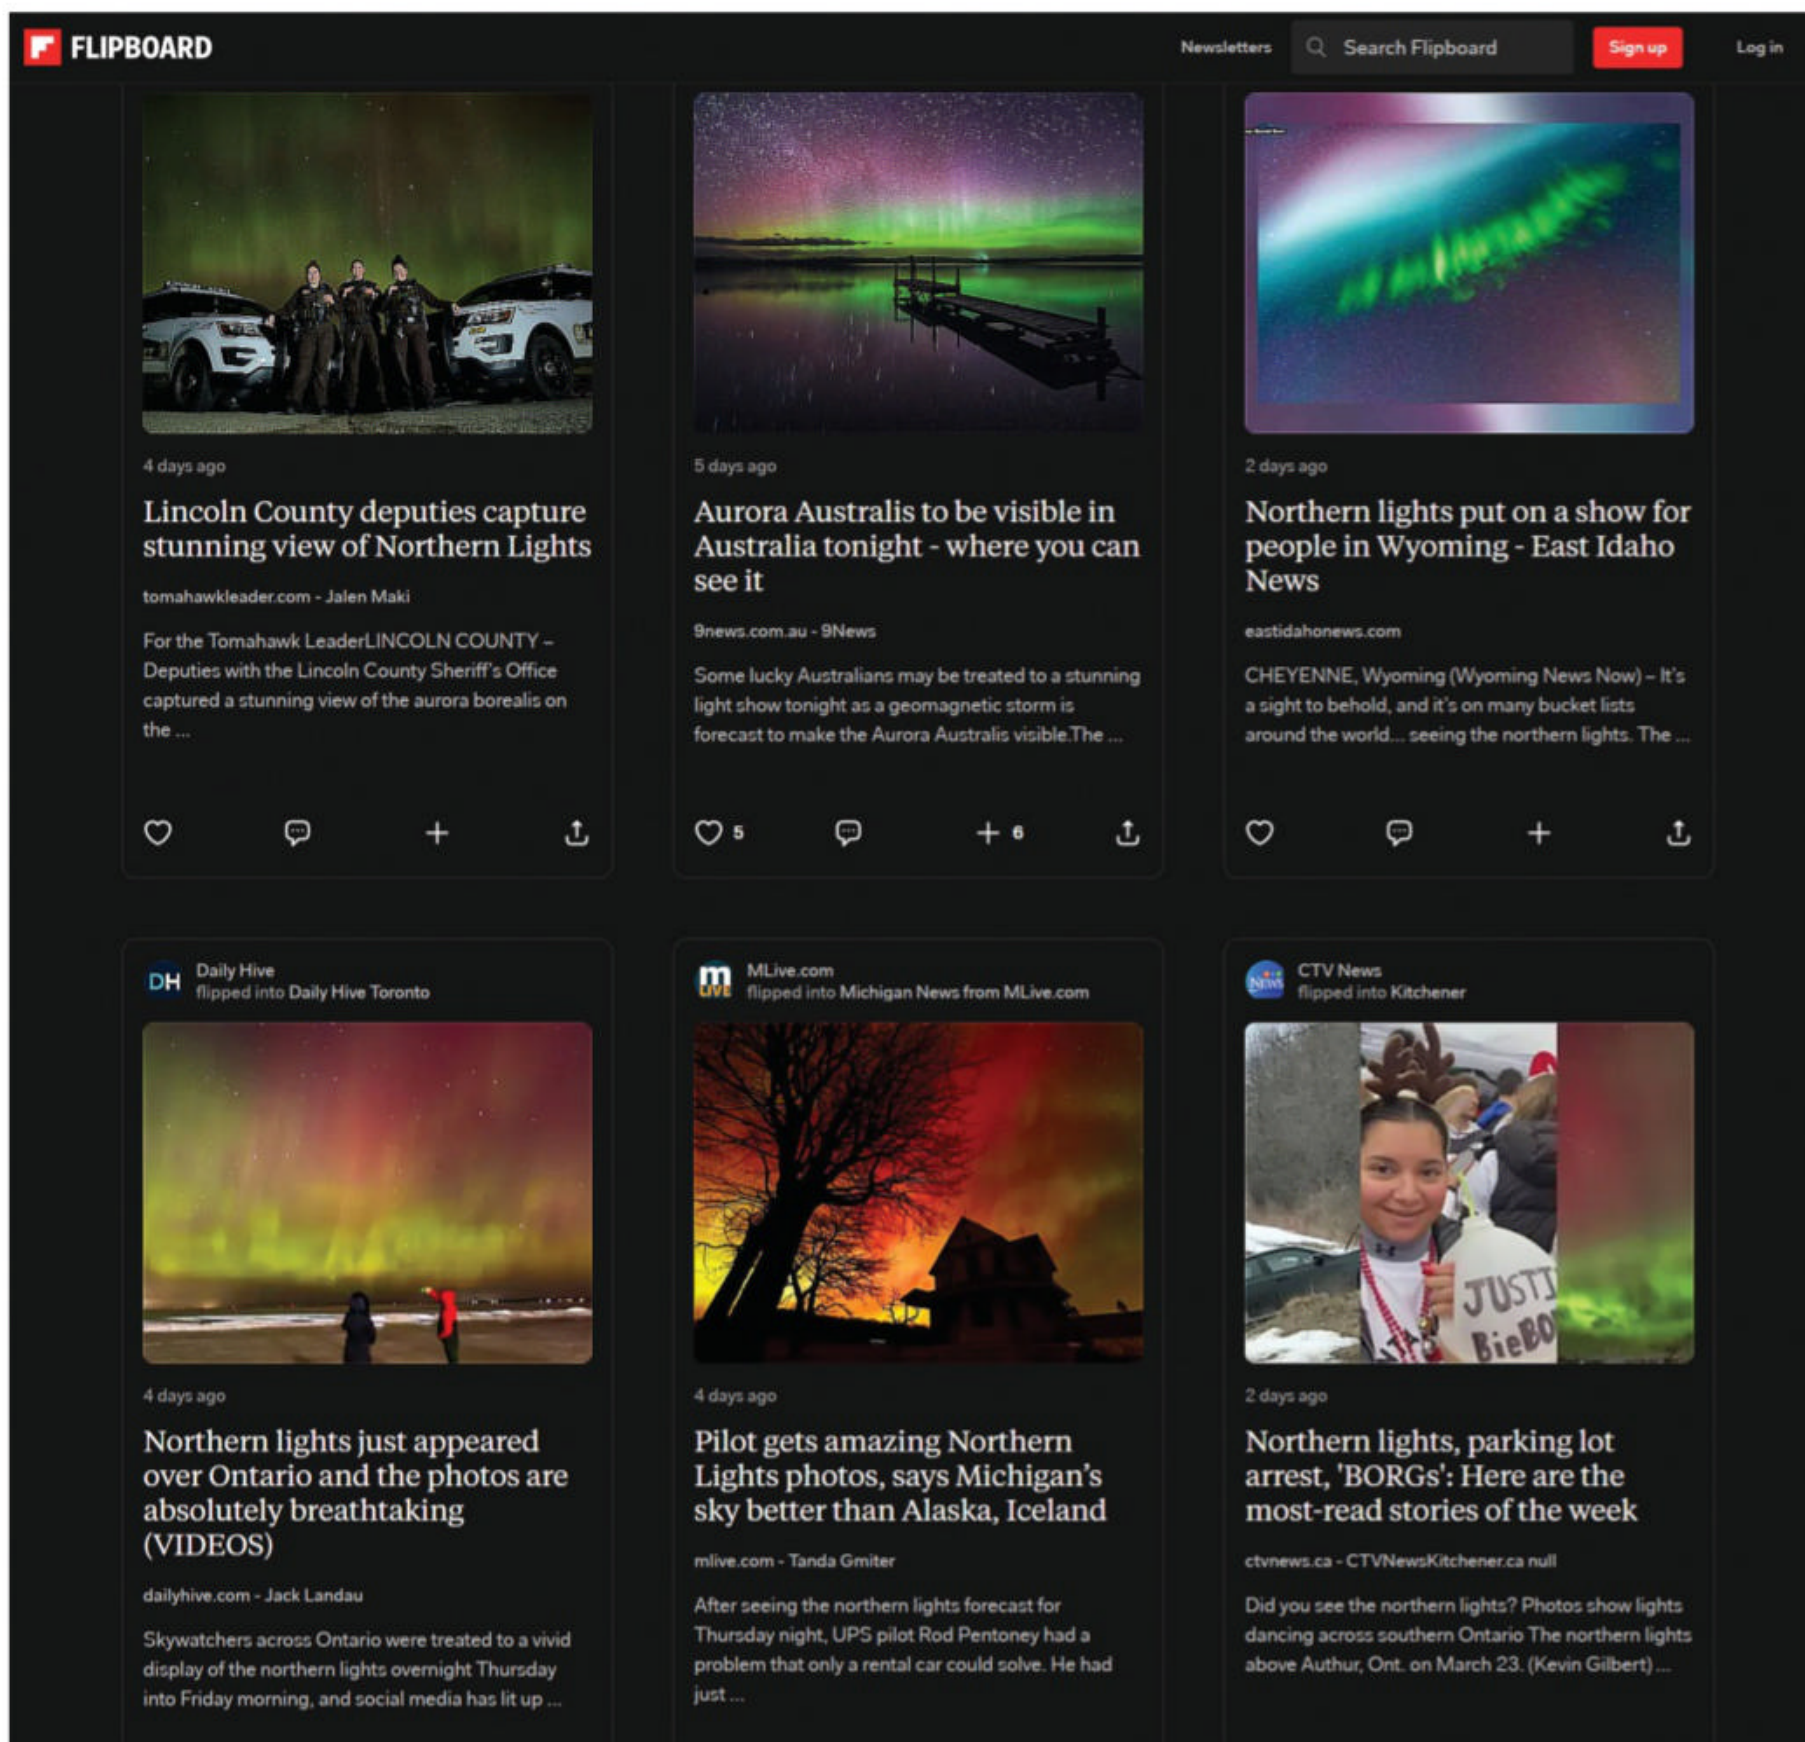 FLIPBOARD
Newsletters
Search Flipboard
Sign up
Log in
4 days ago
Lincoln County deputies capture
stunning view of Northern Lights
tomahawkleader.com - Jalen Maki
For the Tomahawk LeaderLINCOLN COUNTY –
Deputies with the Lincoln County Sheriff's Office
captured a stunning view of the aurora borealis on
the ...
5 days ago
Aurora Australis to be visible in
Australia tonight - where you can
see it
9news.com.au - 9News
Some lucky Australians may be treated to a stunning
light show tonight as a geomagnetic storm is
forecast to make the Aurora Australis visible.The ...
5
6
2 days ago
Northern lights put on a show for
people in Wyoming - East Idaho
News
eastidahonews.com
CHEYENNE, Wyoming (Wyoming News Now) – It's
a sight to behold, and it's on many bucket lists
around the world... seeing the northern lights. The ...
DH
Daily Hive
flipped into Daily Hive Toronto
4 days ago
Northern lights just appeared
over Ontario and the photos are
absolutely breathtaking
(VIDEOS)
dailyhive.com - Jack Landau
Skywatchers across Ontario were treated to a vivid
display of the northern lights overnight Thursday
into Friday morning, and social media has lit up ...
m
LIVE
MLive.com
flipped into Michigan News from MLive.com
4 days ago
Pilot gets amazing Northern
Lights photos, says Michigan's
sky better than Alaska, Iceland
mlive.com - Tanda Gmiter
After seeing the northern lights forecast for
Thursday night, UPS pilot Rod Pentoney had a
problem that only a rental car could solve. He had
just ...
NEWS
CTV News
flipped into Kitchener
JUSTI
BieBO
2 days ago
Northern lights, parking lot
arrest, 'BORGs': Here are the
most-read stories of the week
ctvnews.ca - CTVNewsKitchener.ca null
Did you see the northern lights? Photos show lights
dancing across southern Ontario The northern lights
above Authur, Ont. on March 23. (Kevin Gilbert) ...